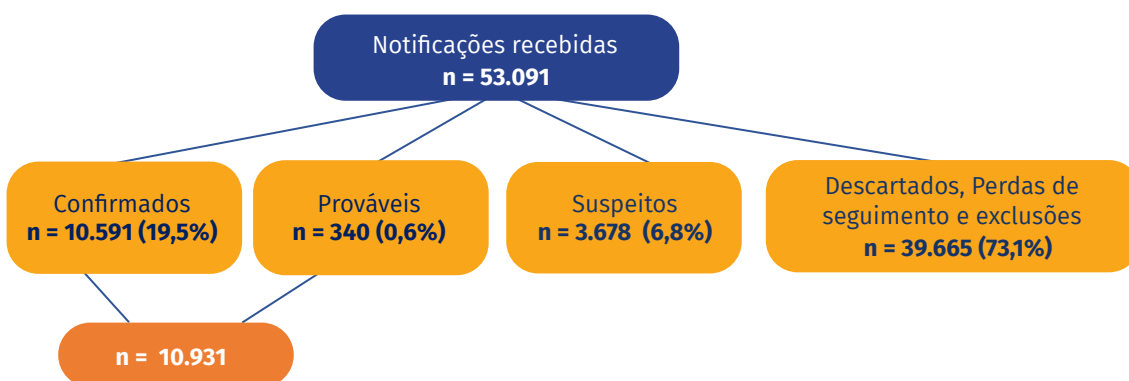 Notificações recebidas
n = 53.091
Confirmados
n = 10.591 (19,5%)
Prováveis
n = 340 (0,6%)
Suspeitos
n = 3.678 (6,8%)
Descartados, Perdas de
seguimento e exclusões
n = 39.665 (73,1%)
n = 10.931